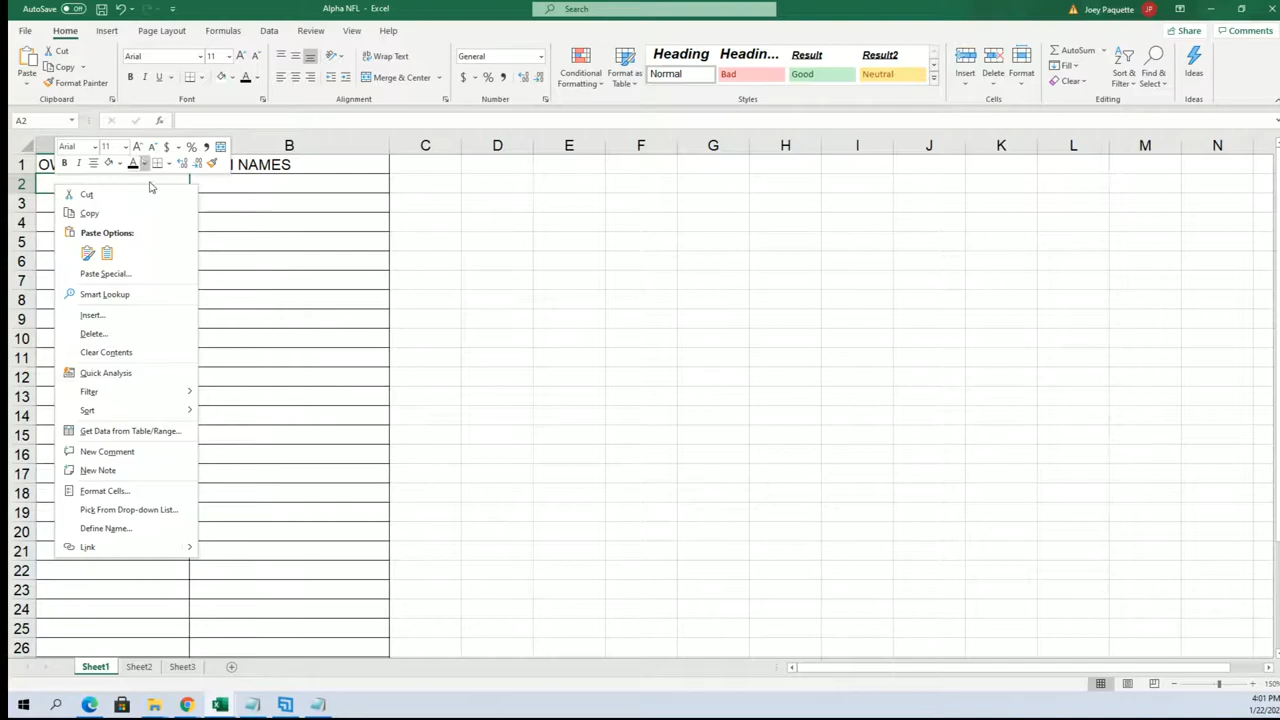 AutoSave Off Alpha NFL - Excel Search Joey Paquette JP
File Home Insert Page Layout Formulas Data Review View Help Share Comments
Paste Cut Copy Format Painter
Arial 11 B I U A
Wrap Text Merge & Center
General $ % ,
Conditional Formatting Format as Table
Heading Headin... Result Result2
Normal Bad Good Neutral
Insert Delete Format
AutoSum Fill Clear
Sort & Filter Find & Select
Ideas
Clipboard Font Alignment Number Styles Cells Editing Ideas
A2 fx
Arial 11 A A $ % ,
B I A
B C D E F G H I J K L M N
1 NAMES
2
3
4
5
6
7
8
9
10
11
12
13
14
15
16
17
18
19
20
21
22
23
24
25
26
Cut
Copy
Paste Options:
Paste Special...
Smart Lookup
Insert...
Delete...
Clear Contents
Quick Analysis
Filter
Sort
Get Data from Table/Range...
New Comment
New Note
Format Cells...
Pick From Drop-down List...
Define Name...
Link
Sheet1 Sheet2 Sheet3
150%
4:01 PM
1/22/202